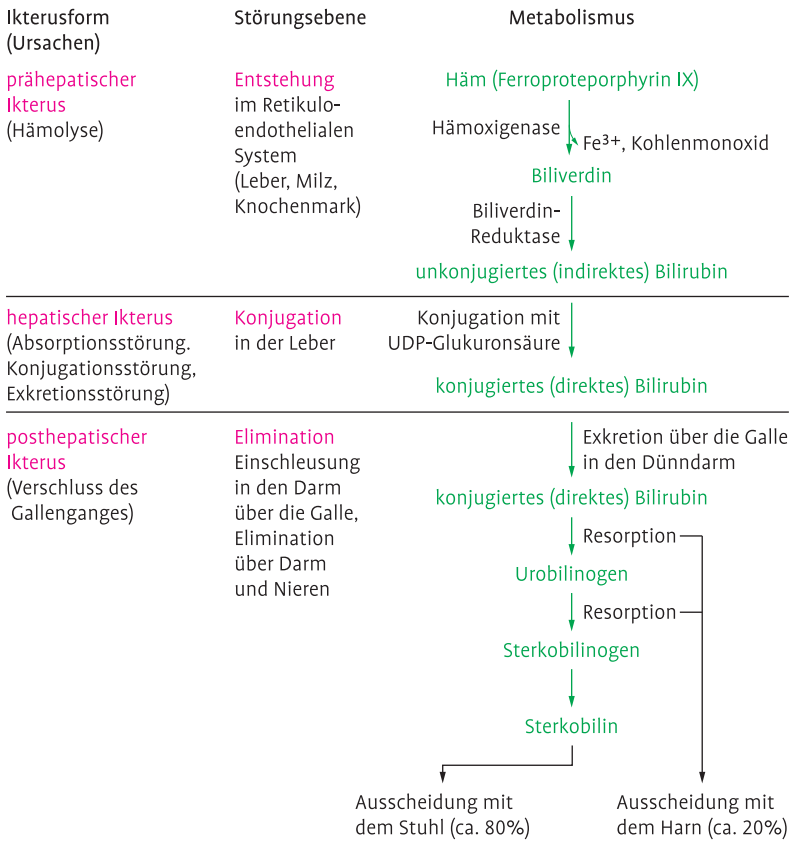 Ikterusform
(Ursachen)
Störungsebene
Metabolismus
prähepatischer
Ikterus
(Hämolyse)
Entstehung
im Retikulo-
endothelialen
System
(Leber, Milz,
Knochenmark)
Häm (Ferroproteporphyrin IX)
Hämoxigenase
Fe³⁺, Kohlenmonoxid
Biliverdin
Biliverdin-
Reduktase
unkonjugiertes (indirektes) Bilirubin
hepatischer Ikterus
(Absorptionsstörung.
Konjugationsstörung,
Exkretionsstörung)
Konjugation
in der Leber
Konjugation mit
UDP-Glukuronsäure
konjugiertes (direktes) Bilirubin
posthepatischer
Ikterus
(Verschluss des
Gallenganges)
Elimination
Einschleusung
in den Darm
über die Galle,
Elimination
über Darm
und Nieren
Exkretion über die Galle
in den Dünndarm
konjugiertes (direktes) Bilirubin
Resorption
Urobilinogen
Resorption
Sterkobilinogen
Sterkobilin
Ausscheidung mit
dem Stuhl (ca. 80%)
Ausscheidung mit
dem Harn (ca. 20%)